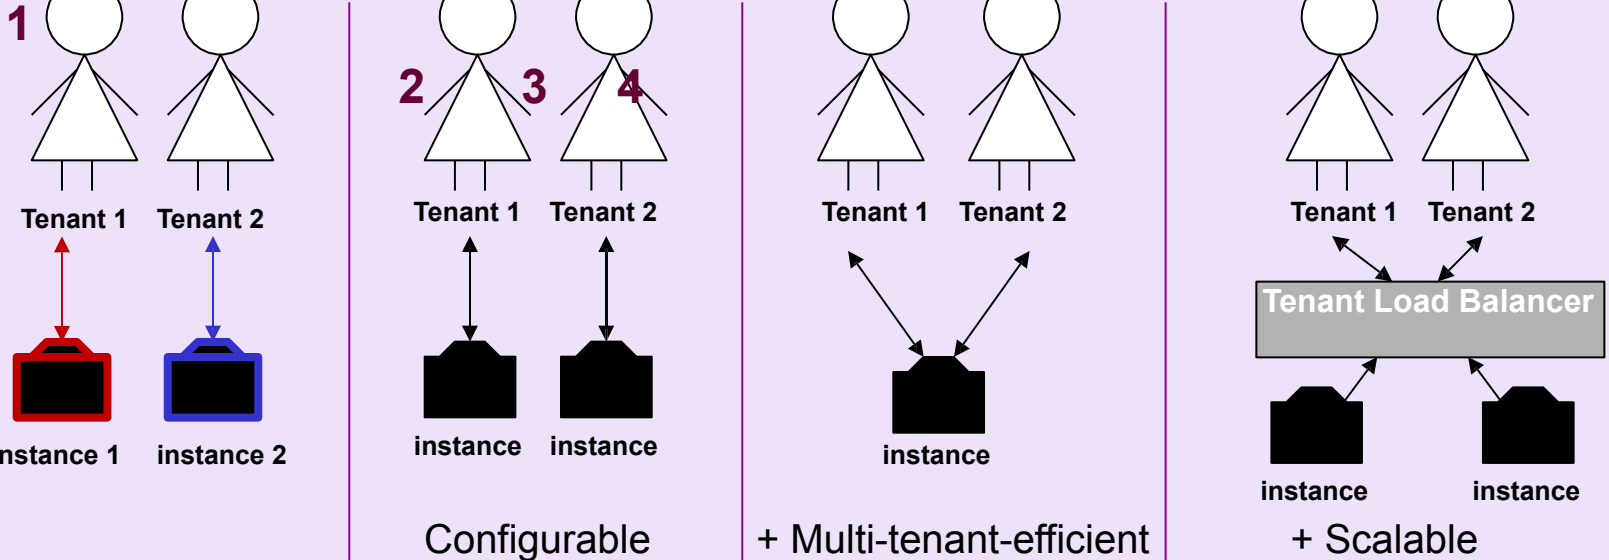 1
2 3 4
Tenant 1 Tenant 2
Tenant 1 Tenant 2
Tenant 1 Tenant 2
Tenant 1 Tenant 2
Tenant Load Balancer
nstance 1 instance 2
instance instance
instance
instance instance
Configurable
+ Multi-tenant-efficient
+ Scalable